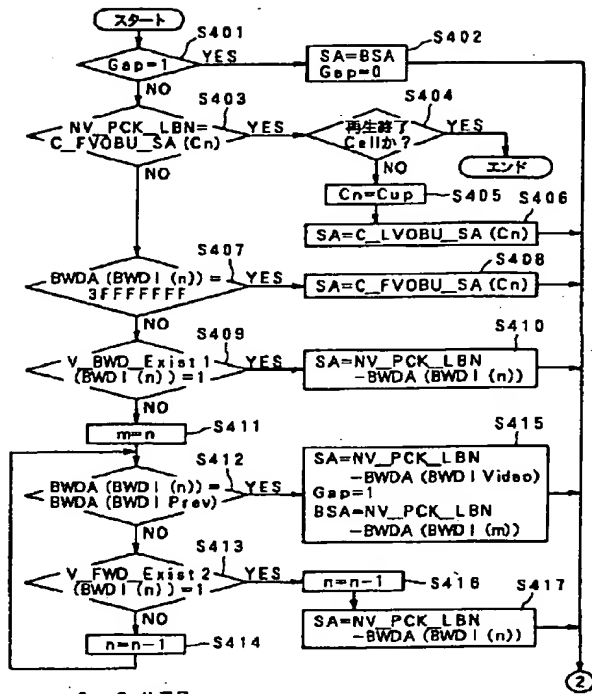 スタート
S401
Gap=1
YES
SA=BSA
Gap=0
S402
NO
S403
NV_PCK_LBN=
C_FVOBU_SA(Cn)
YES
再生終了
Cellか?
S404
YES
エンド
NO
NO
Cn=Cup
S405
S406
SA=C_LVOBU_SA(Cn)
S407
BWDA(BWDI(n))=
3FFFFFFF
YES
S408
SA=C_FVOBU_SA(Cn)
NO
S409
V_BWD_Exist1
(BWDI(n))=1
YES
S410
SA=NV_PCK_LBN
-BWDA(BWDI(n))
NO
m=n
S411
S412
BWDA(BWDI(n))=
BWDA(BWDI Prev)
YES
S415
SA=NV_PCK_LBN
-BWDA(BWDI Video)
Gap=1
BSA=NV_PCK_LBN
-BWDA(BWDI(m))
NO
S413
V_FWD_Exist2
(BWDI(n))=1
YES
n=n-1
S416
S417
SA=NV_PCK_LBN
-BWDA(BWDI(n))
NO
n=n-1
S414
2